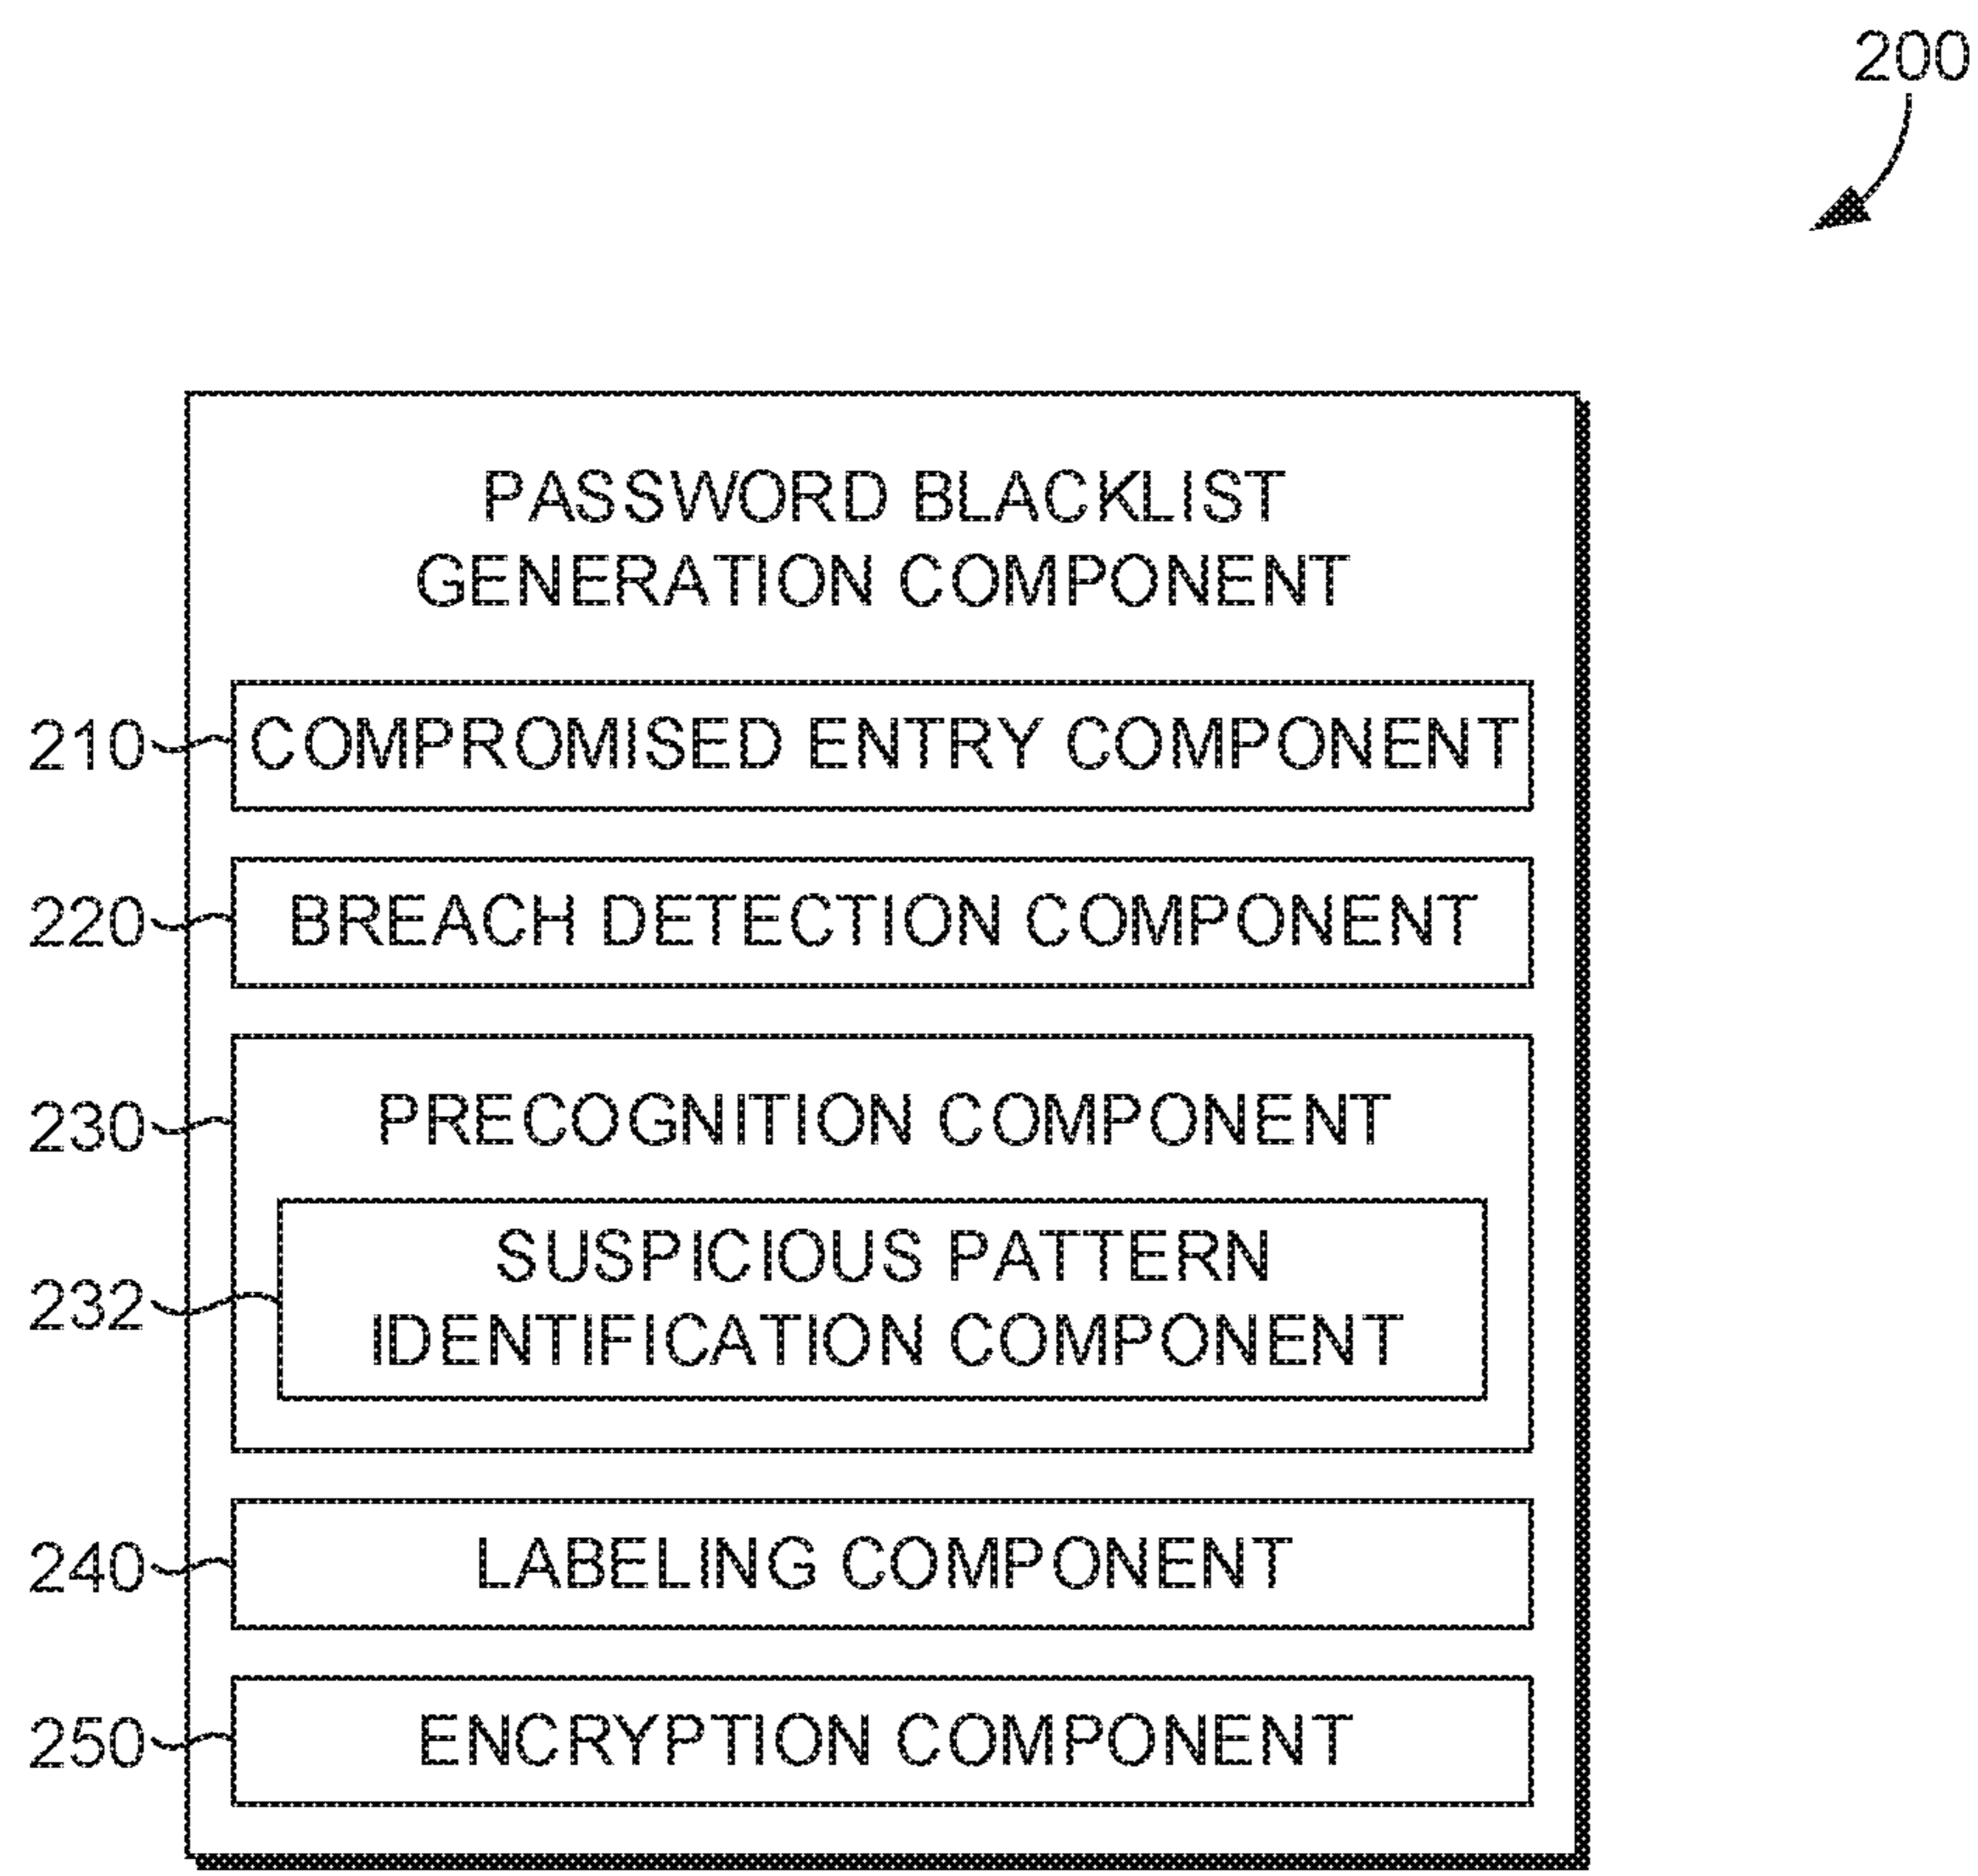 200
PASSWORD BLACKLIST
GENERATION COMPONENT
210 COMPROMISED ENTRY COMPONENT
220 BREACH DETECTION COMPONENT
230 PRECOGNITION COMPONENT
232 SUSPICIOUS PATTERN
IDENTIFICATION COMPONENT
240 LABELING COMPONENT
250 ENCRYPTION COMPONENT